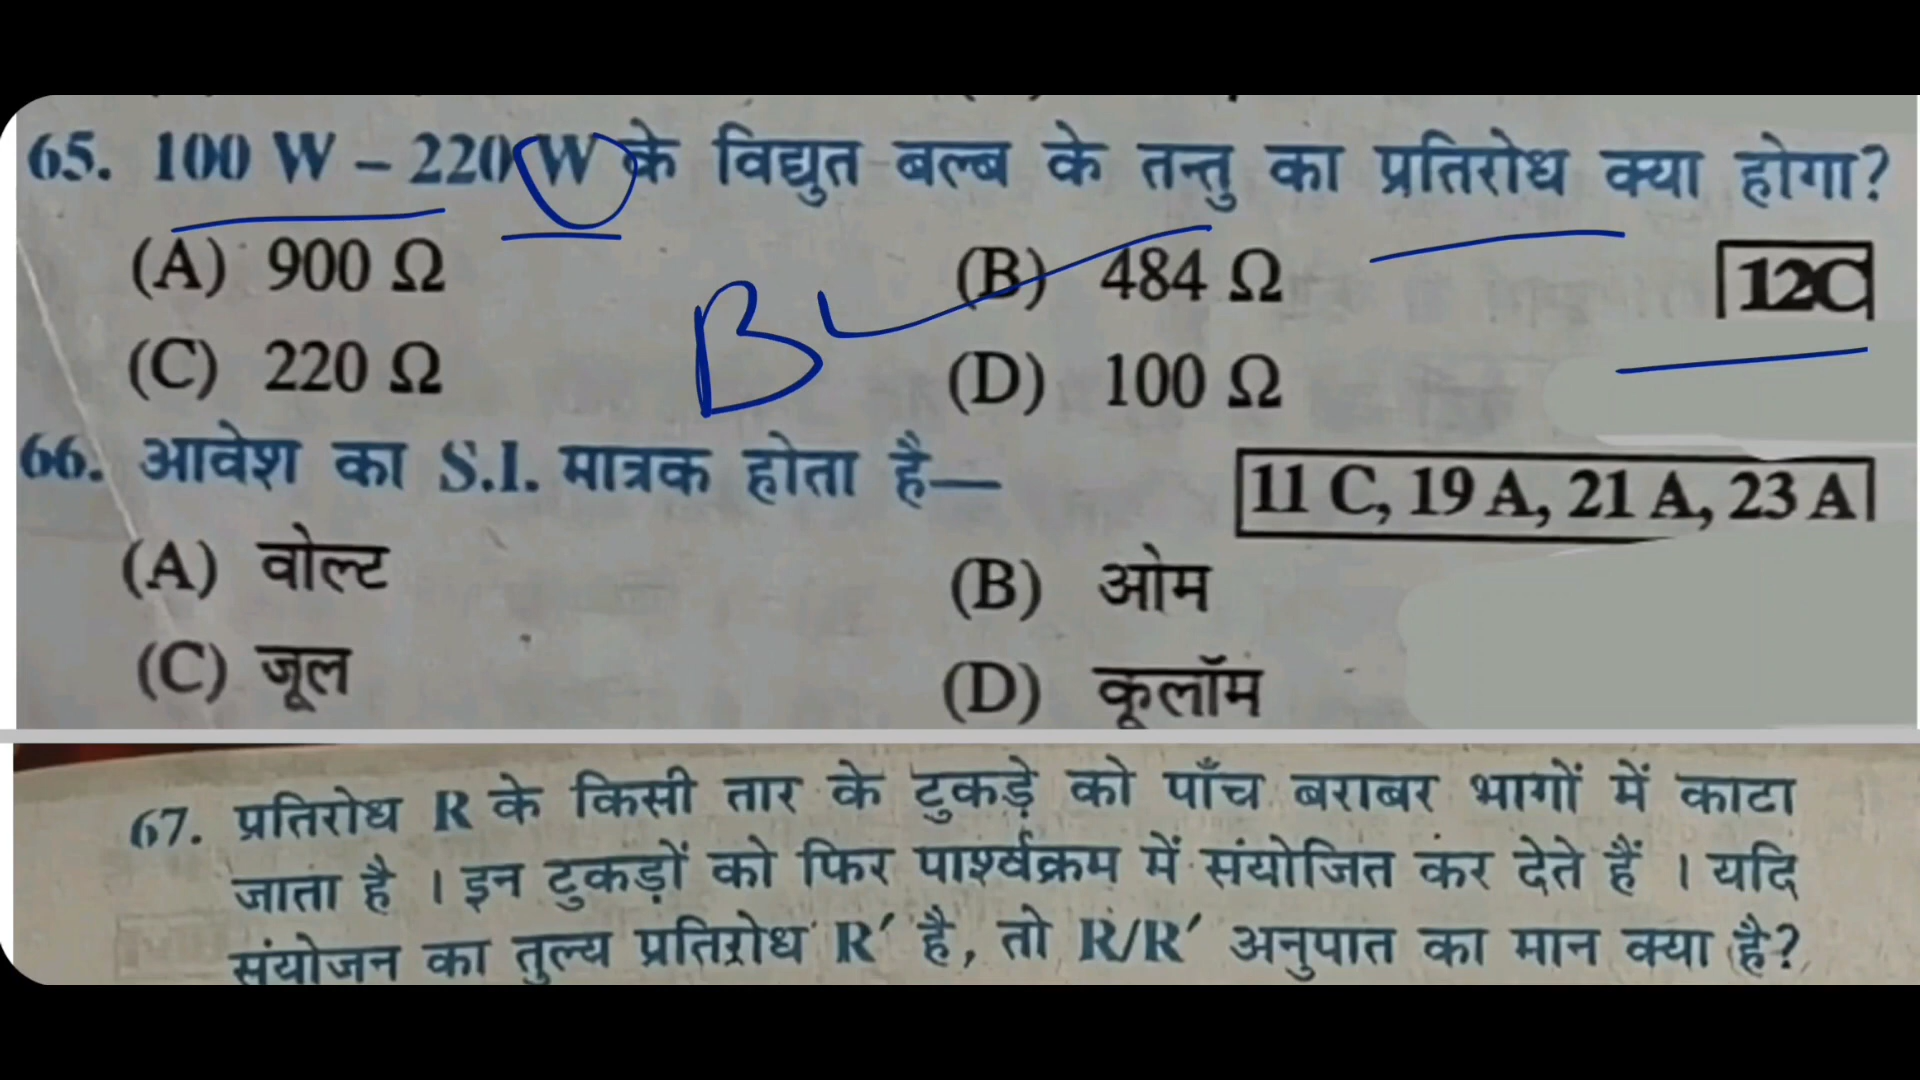 65. 100 W – 220 W के विद्युत बल्ब के तन्तु का प्रतिरोध क्या होगा?
(A) 900 Ω (B) 484 Ω 12C
B
(C) 220 Ω (D) 100 Ω
66. आवेश का S.I. मात्रक होता है— 11 C, 19 A, 21 A, 23 A
(A) वोल्ट (B) ओम
(C) जूल (D) कूलॉम
67. प्रतिरोध R के किसी तार के टुकड़े को पाँच बराबर भागों में काटा
जाता है । इन टुकड़ों को फिर पार्श्वक्रम में संयोजित कर देते हैं । यदि
संयोजन का तुल्य प्रतिरोध R′ है, तो R/R′ अनुपात का मान क्या है?